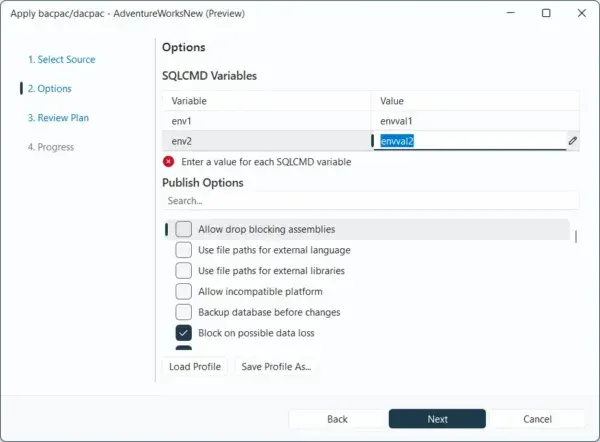 Apply bacpac/dacpac - AdventureWorksNew (Preview)
1. Select Source
2. Options
3. Review Plan
4. Progress
Options
SQLCMD Variables
Variable Value
env1 envval1
env2 envval2
Enter a value for each SQLCMD variable
Publish Options
Search...
Allow drop blocking assemblies
Use file paths for external language
Use file paths for external libraries
Allow incompatible platform
Backup database before changes
Block on possible data loss
Load Profile Save Profile As...
Back Next Cancel